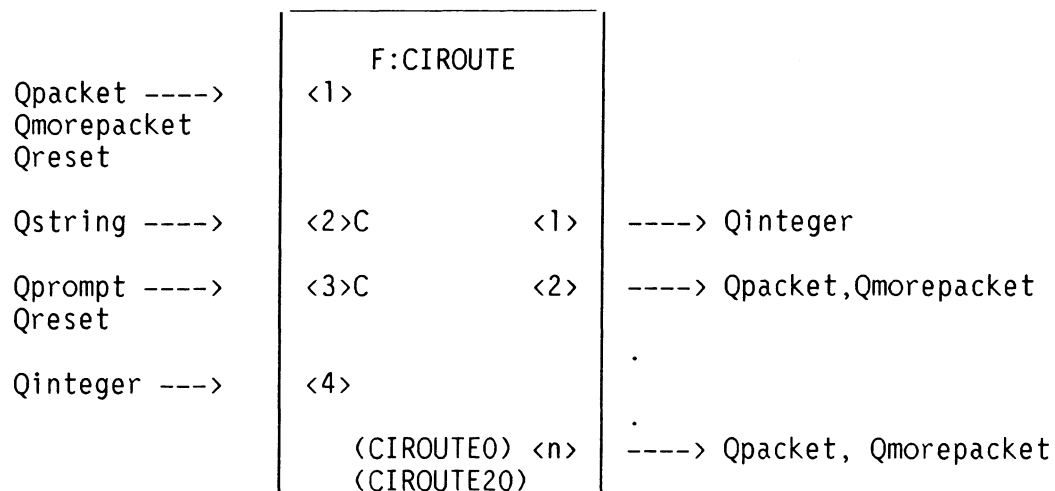 F:CIROUTE
Qpacket ----> <1>
Qmorepacket
Qreset
Qstring ----> <2>C <1> ----> Qinteger
Qprompt ----> <3>C <2> ----> Qpacket,Qmorepacket
Qreset
.
Qinteger ---> <4>
.
(CIROUTE0) <n> ----> Qpacket, Qmorepacket
(CIROUTE20)